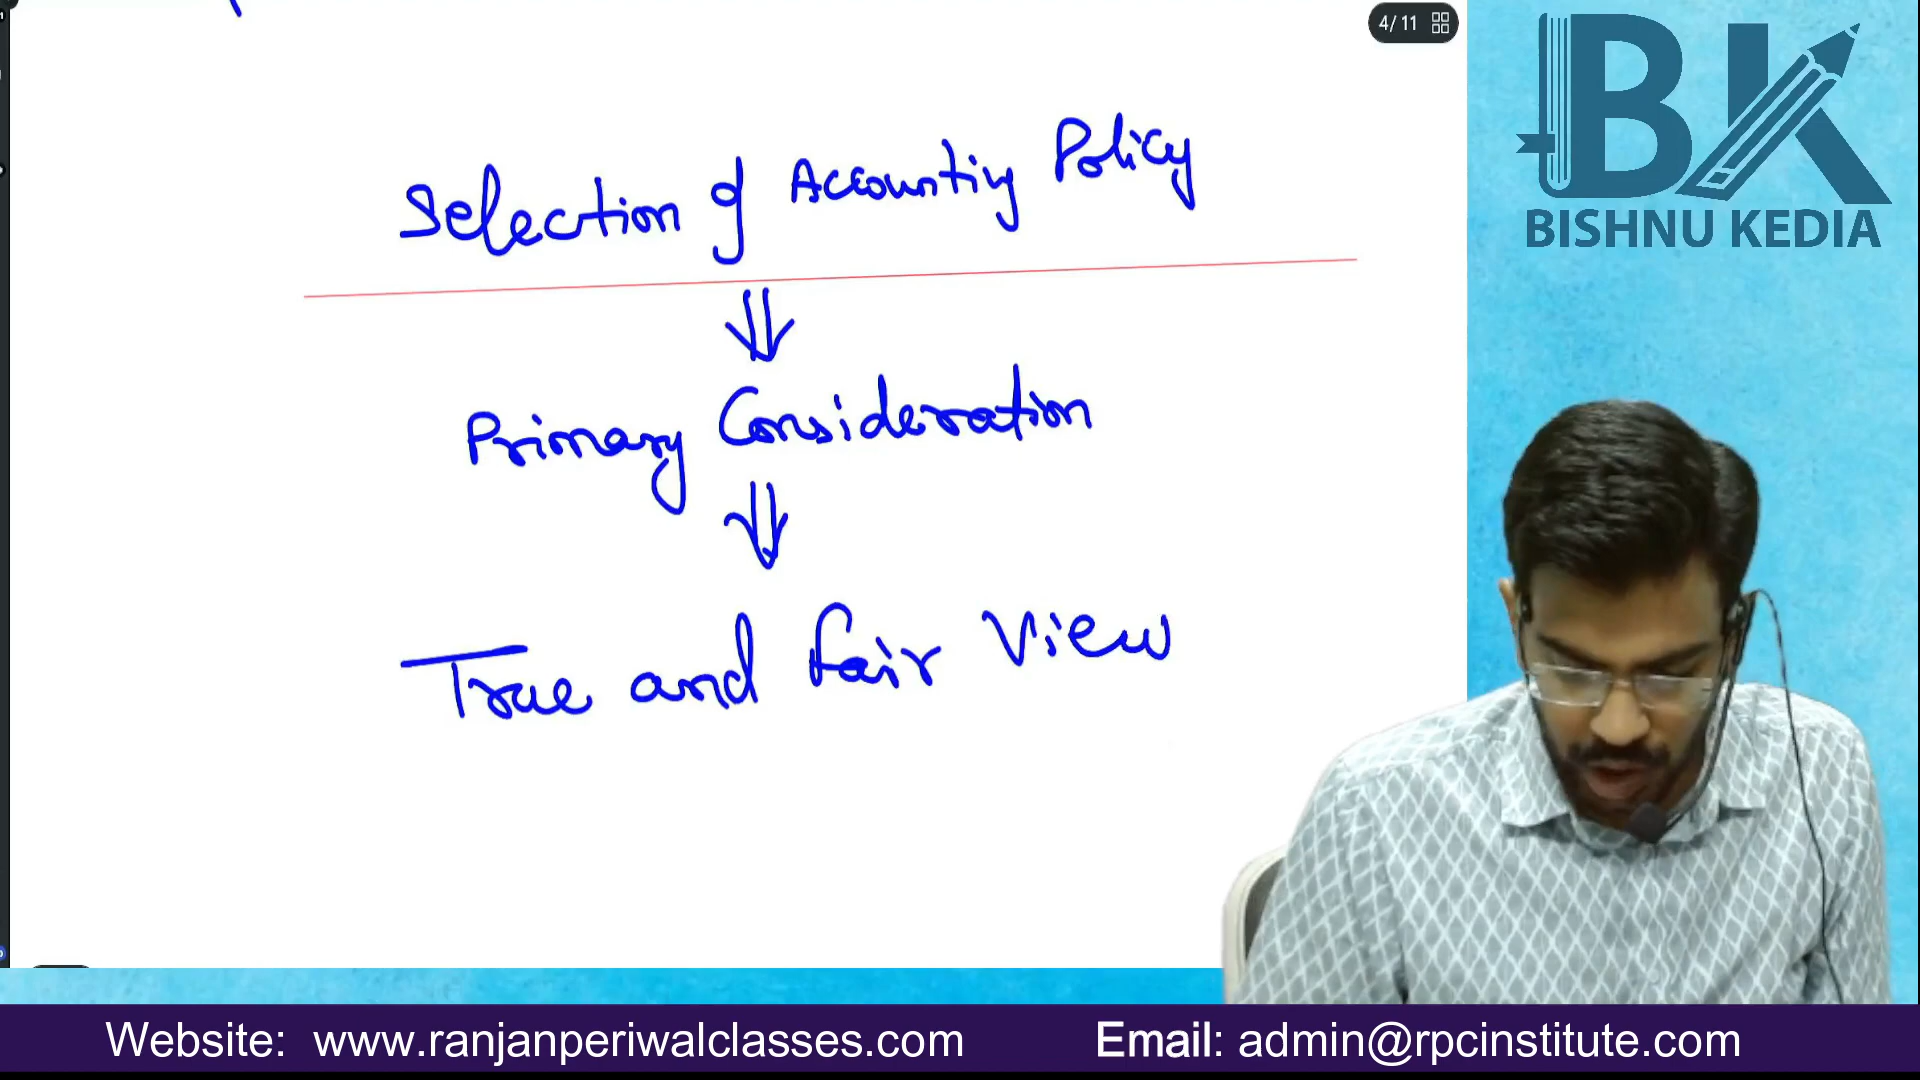 4/11
BK
BISHNU KEDIA
Selection of Accounting Policy
Primary Consideration
True and fair View
Website: www.ranjanperiwalclasses.com
Email: admin@rpcinstitute.com